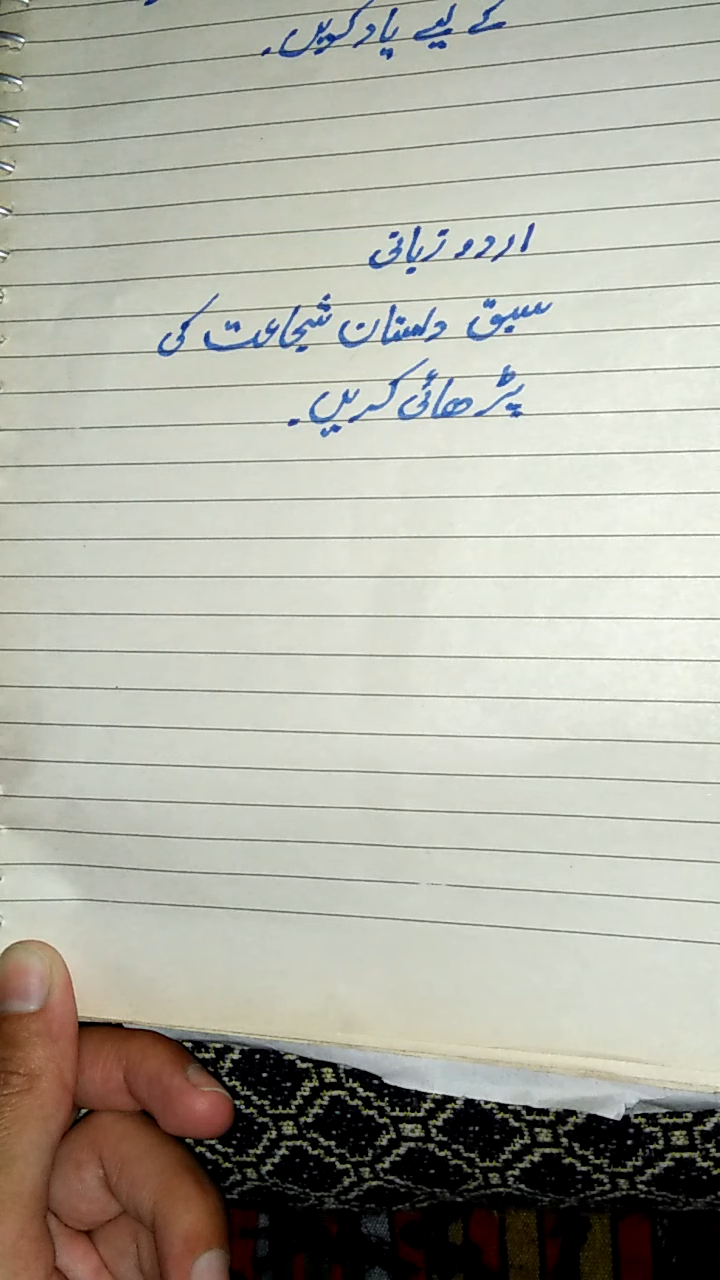 کے لیے یاد کریں۔
اردو زبانی
سبق داستان شجاعت کی
پڑھائی کریں۔